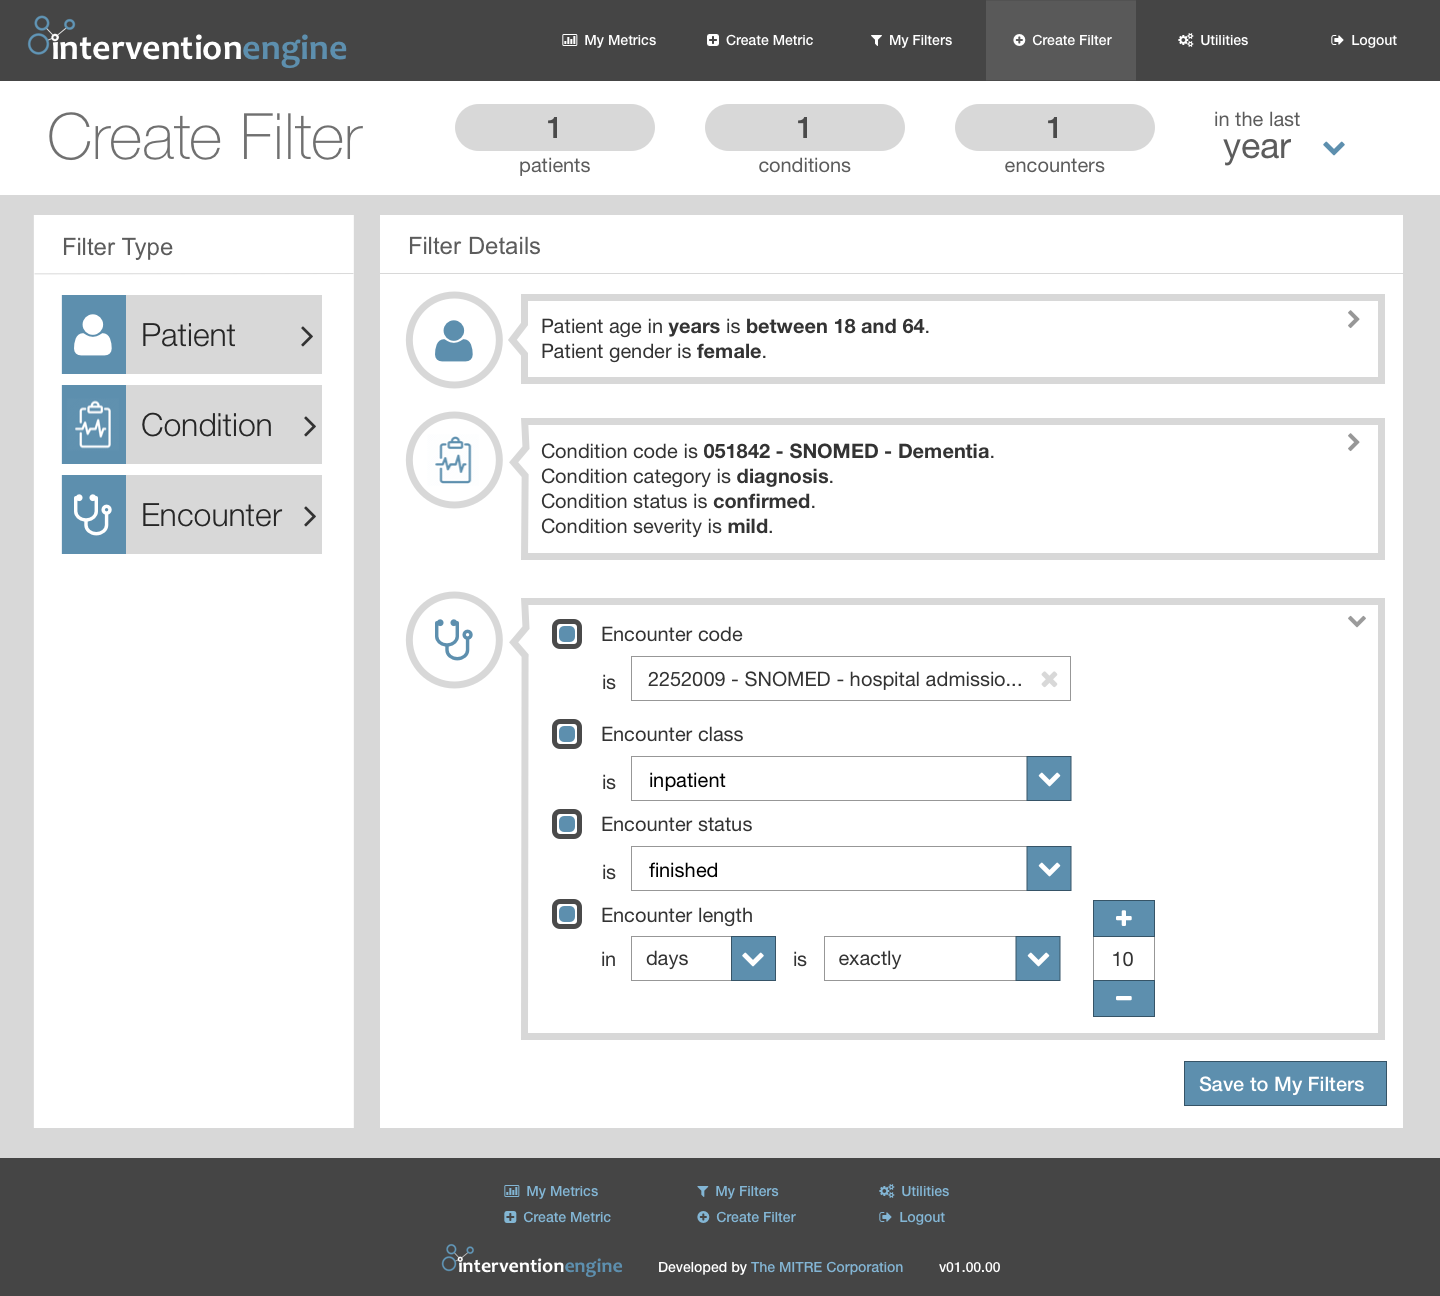 interventionengine
My Metrics
Create Metric
My Filters
Create Filter
Utilities
Logout
Create Filter
1
patients
1
conditions
1
encounters
in the last
year
Filter Type
Patient
Condition
Encounter
Filter Details
Patient age in years is between 18 and 64.
Patient gender is female.
Condition code is 051842 - SNOMED - Dementia.
Condition category is diagnosis.
Condition status is confirmed.
Condition severity is mild.
Encounter code
is 2252009 - SNOMED - hospital admissio...
Encounter class
is inpatient
Encounter status
is finished
Encounter length
in days is exactly 10
Save to My Filters
My Metrics
My Filters
Utilities
Create Metric
Create Filter
Logout
interventionengine
Developed by The MITRE Corporation
v01.00.00